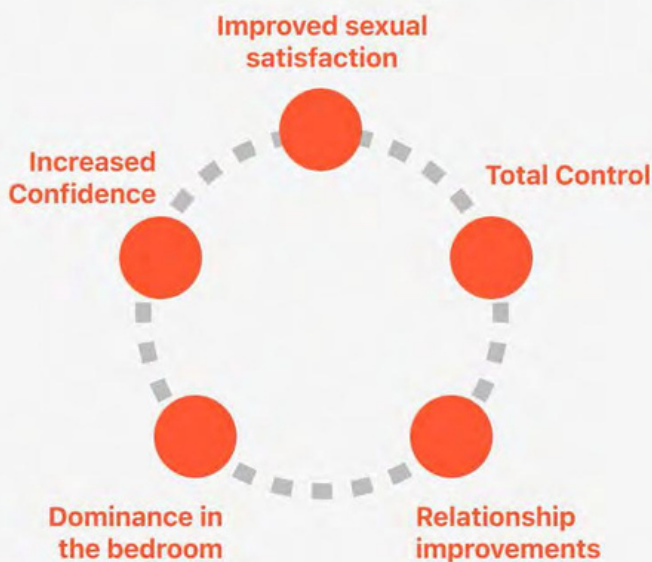 Improved sexual
satisfaction
Increased
Confidence
Total Control
Dominance in
the bedroom
Relationship
improvements